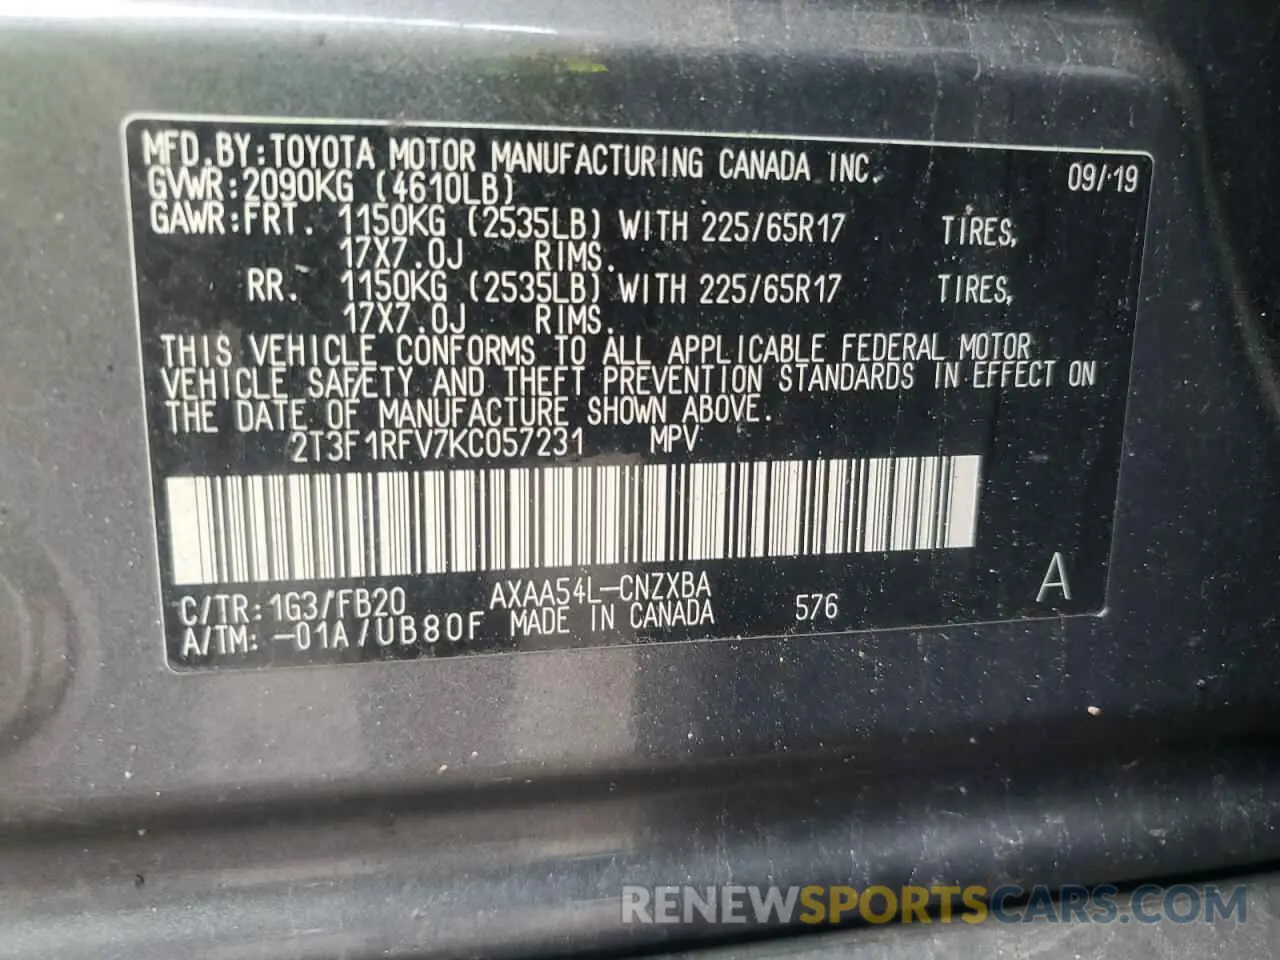 MFD.BY:TOYOTA MOTOR MANUFACTURING CANADA INC. 09/19
GVWR:2090KG (4610LB)
GAWR:FRT. 1150KG (2535LB) WITH 225/65R17 TIRES,
17X7.0J RIMS.
RR. 1150KG (2535LB) WITH 225/65R17 TIRES,
17X7.0J RIMS.
THIS VEHICLE CONFORMS TO ALL APPLICABLE FEDERAL MOTOR
VEHICLE SAFETY AND THEFT PREVENTION STANDARDS IN EFFECT ON
THE DATE OF MANUFACTURE SHOWN ABOVE.
2T3F1RFV7KC057231 MPV
C/TR:1G3/FB20 AXAA54L-CNZXBA
A/TM:-01A/UB80F MADE IN CANADA 576 A
RENEWSPORTSCARS.COM